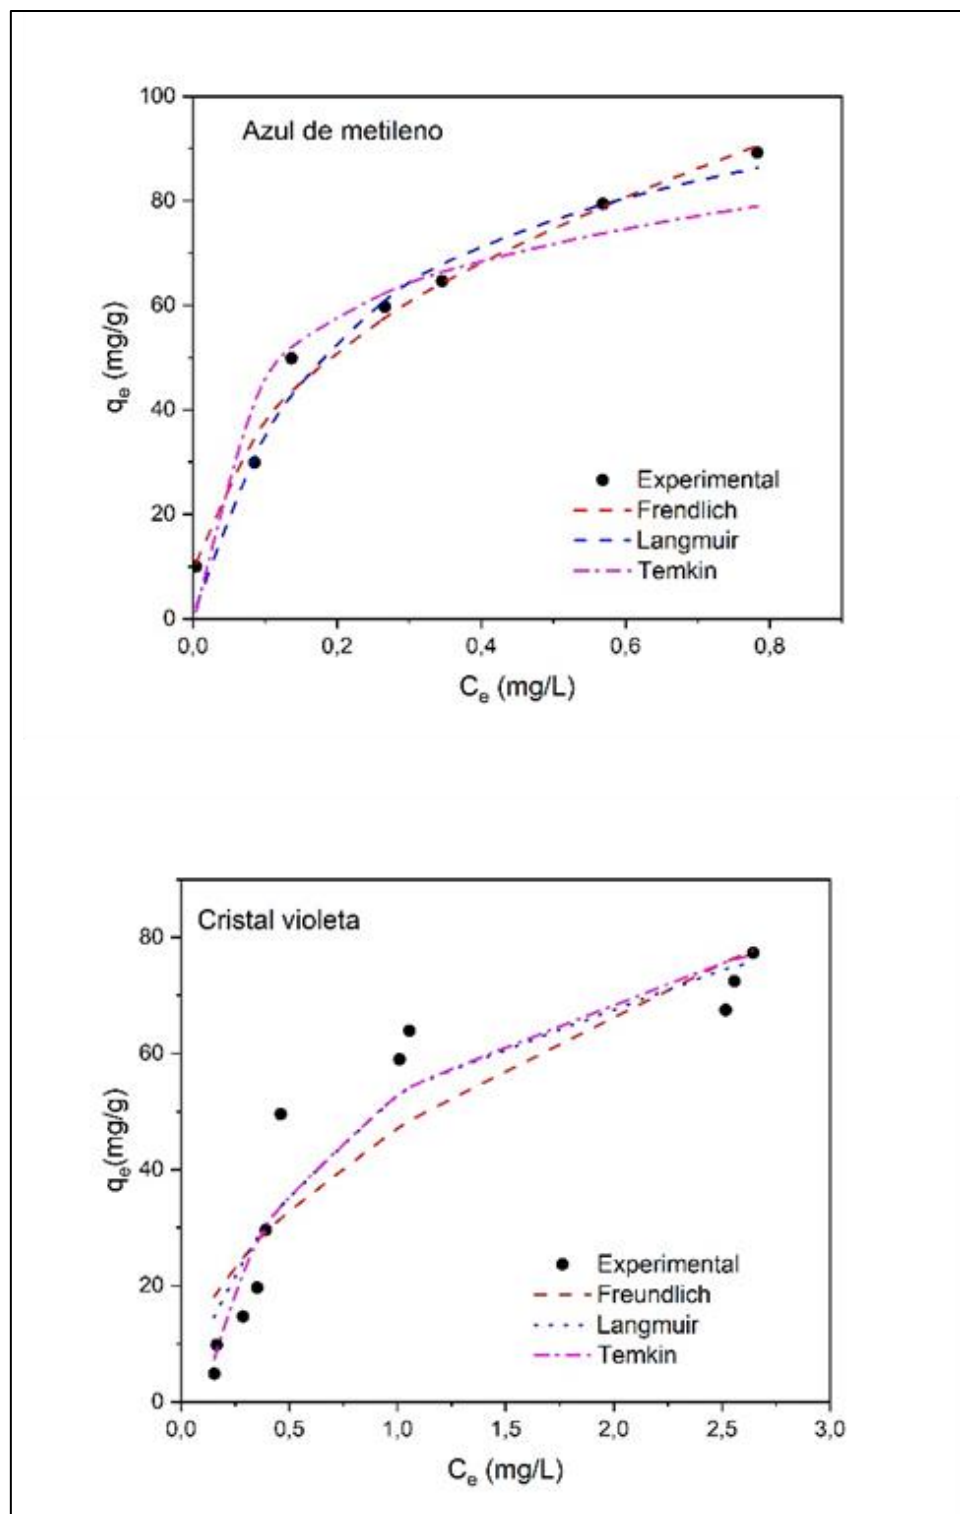 Azul de metileno
100
80
60
40
20
0
qₑ (mg/g)
Experimental
Frendlich
Langmuir
Temkin
0,0 0,2 0,4 0,6 0,8
Cₑ (mg/L)
Cristal violeta
80
60
40
20
0
qₑ(mg/g)
Experimental
Freundlich
Langmuir
Temkin
0,0 0,5 1,0 1,5 2,0 2,5 3,0
Cₑ (mg/L)